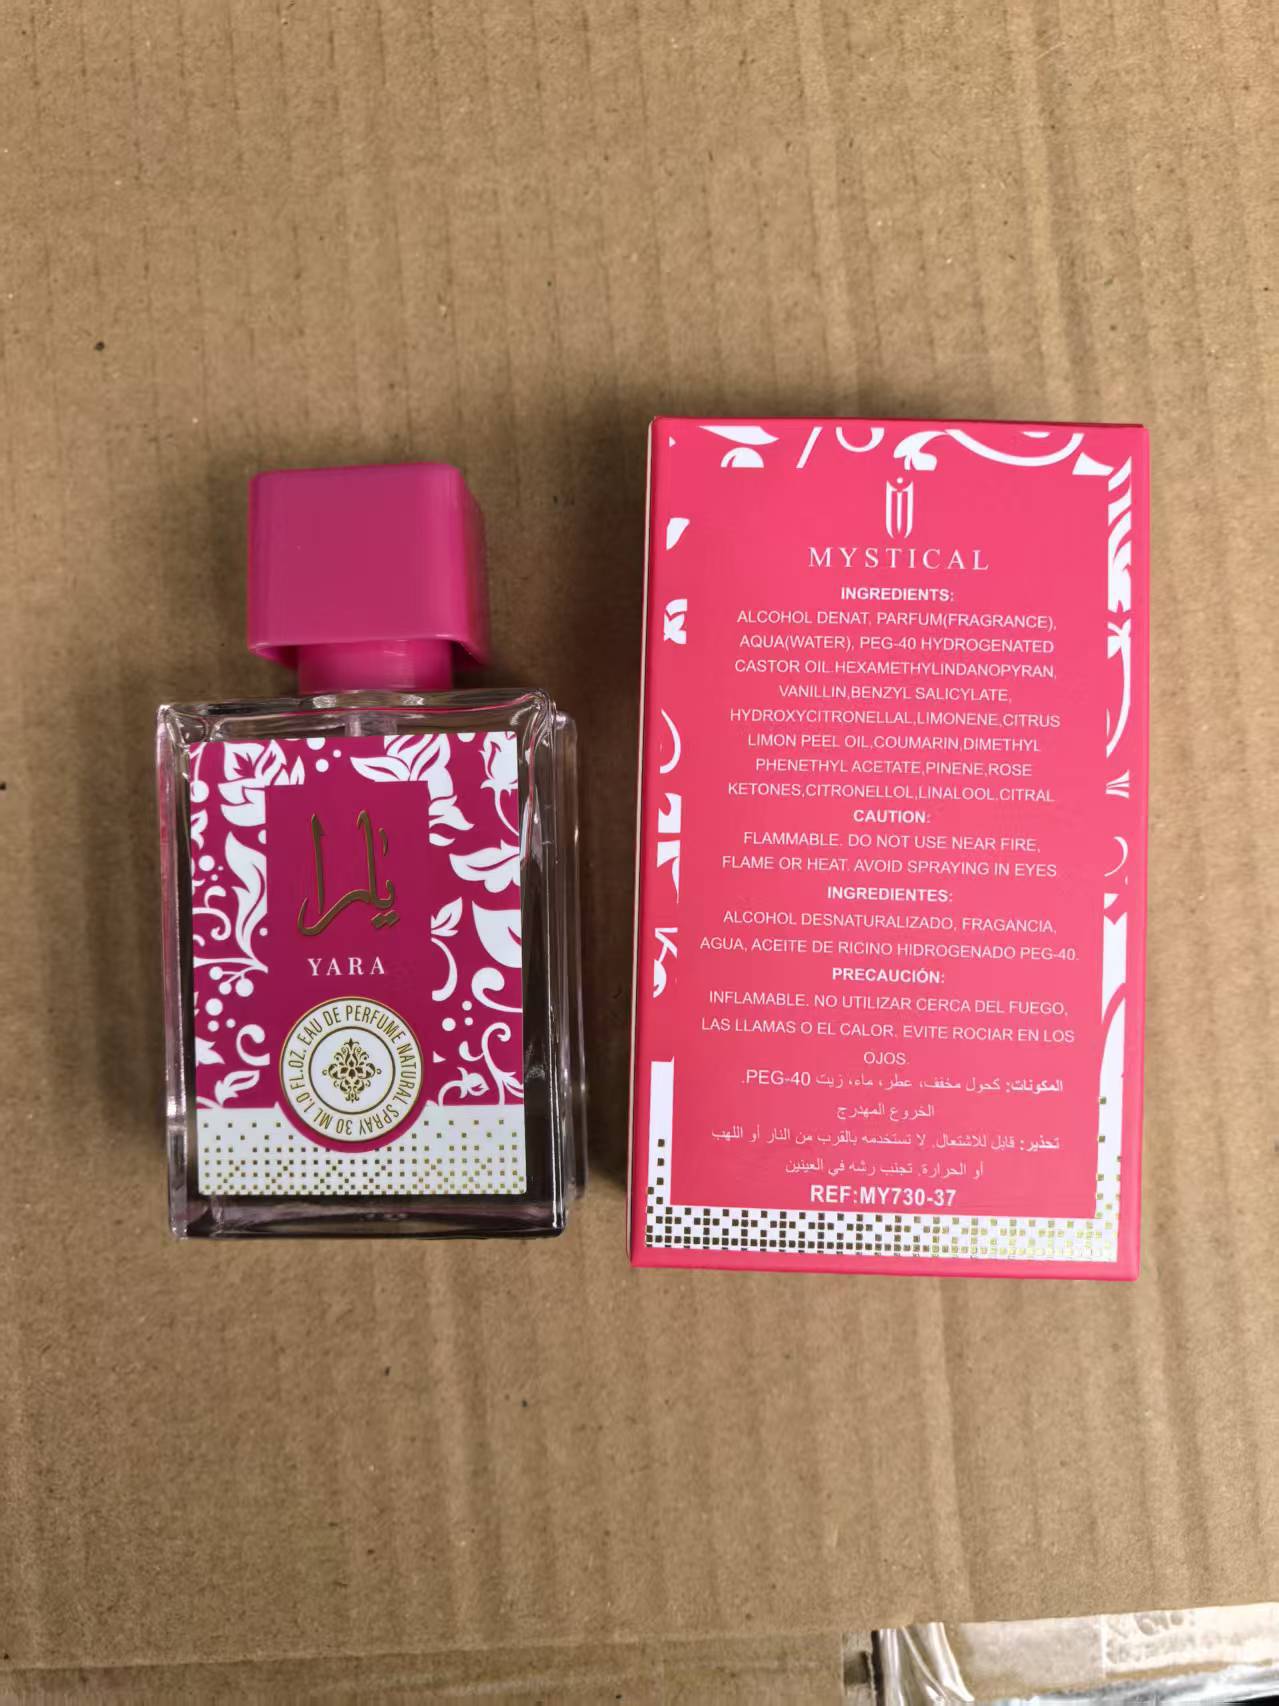 يارا
YARA
EAU DE PERFUME NATURAL SPRAY 30 ML 1.0 FL.OZ.
MYSTICAL
INGREDIENTS:
ALCOHOL DENAT, PARFUM(FRAGRANCE),
AQUA(WATER), PEG-40 HYDROGENATED
CASTOR OIL.HEXAMETHYLINDANOPYRAN,
VANILLIN,BENZYL SALICYLATE,
HYDROXYCITRONELLAL,LIMONENE,CITRUS
LIMON PEEL OIL,COUMARIN,DIMETHYL
PHENETHYL ACETATE,PINENE,ROSE
KETONES,CITRONELLOL,LINALOOL,CITRAL
CAUTION:
FLAMMABLE. DO NOT USE NEAR FIRE,
FLAME OR HEAT. AVOID SPRAYING IN EYES
INGREDIENTES:
ALCOHOL DESNATURALIZADO, FRAGANCIA,
AGUA, ACEITE DE RICINO HIDROGENADO PEG-40.
PRECAUCIÓN:
INFLAMABLE. NO UTILIZAR CERCA DEL FUEGO,
LAS LLAMAS O EL CALOR. EVITE ROCIAR EN LOS
OJOS.
المكونات: كحول مخفف، عطر، ماء، زيت PEG-40.
الخروع المهدرج
تحذير: قابل للاشتعال. لا تستخدمه بالقرب من النار أو اللهب
أو الحرارة. تجنب رشه في العينين
REF:MY730-37